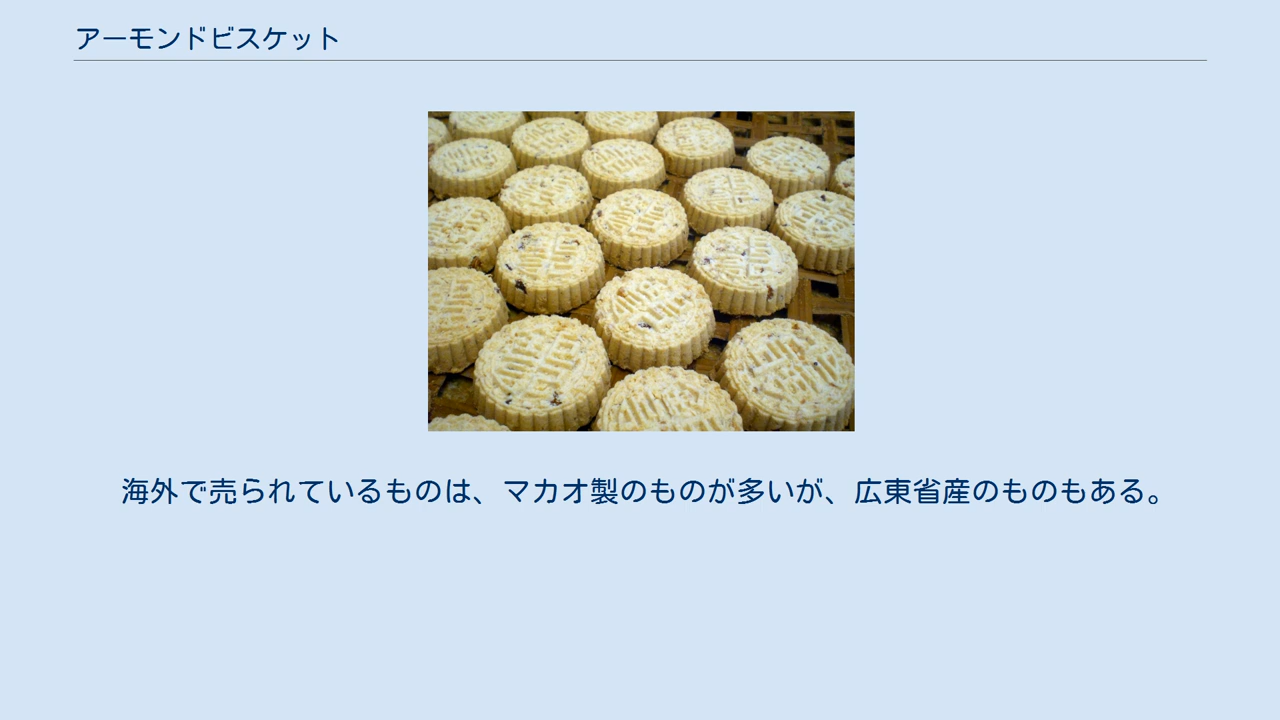 アーモンドビスケット
海外で売られているものは、マカオ製のものが多いが、広東省産のものもある。